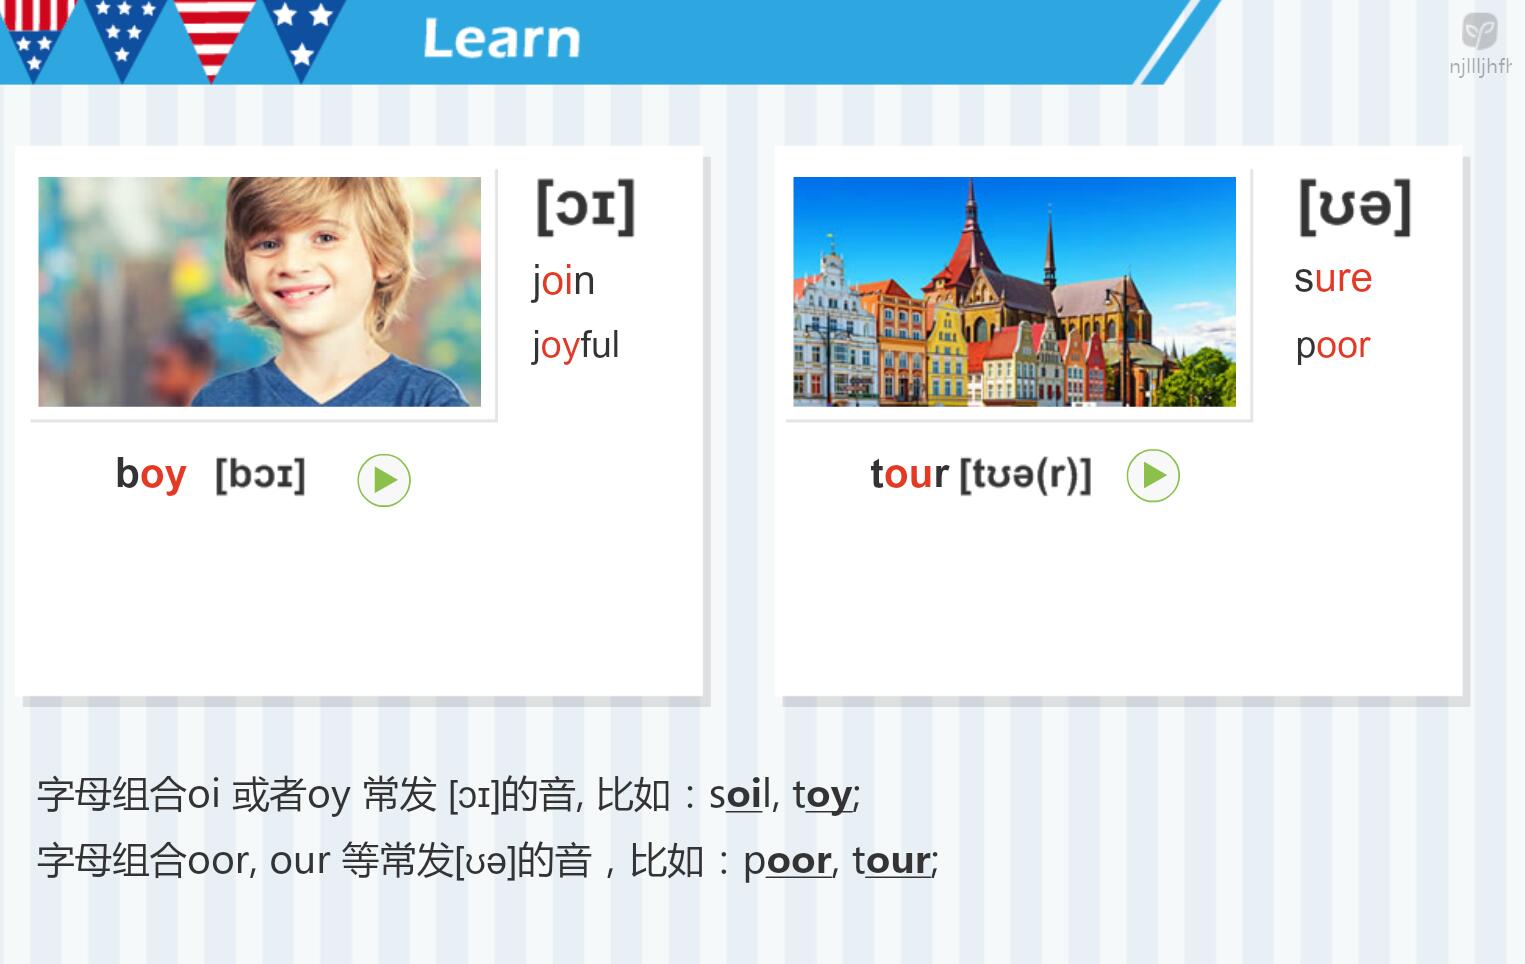 Learn
njllljhfh
[ɔɪ]
join
joyful
boy [bɔɪ]
[ʊə]
sure
poor
tour [tʊə(r)]
字母组合oi 或者oy 常发 [ɔɪ]的音, 比如：soil, toy;
字母组合oor, our 等常发[ʊə]的音，比如：poor, tour;